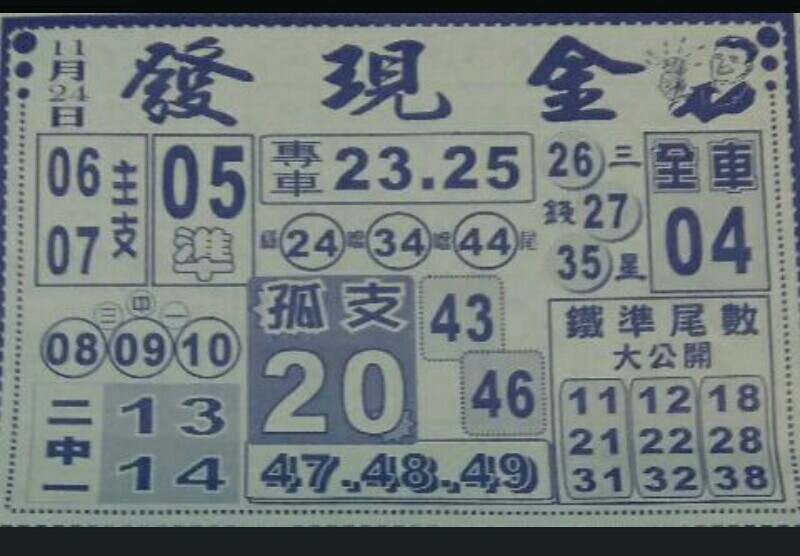 11月24日
發現金
06
07
主支
05
準
專車 23.25
26
27
35
三
星
全車
04
24 34 44 尾
孤支
20
43
46
三中一
08 09 10
二中一
13
14
47.48.49
鐵準尾數
大公開
11 12 18
21 22 28
31 32 38